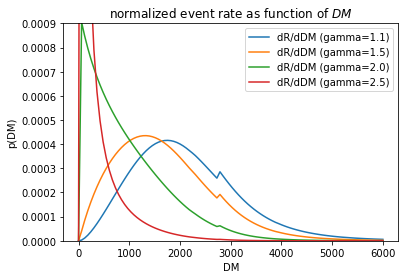 normalized event rate as function of DM
dR/dDM (gamma=1.1)
dR/dDM (gamma=1.5)
dR/dDM (gamma=2.0)
dR/dDM (gamma=2.5)
p(DM)
0.0009
0.0008
0.0007
0.0006
0.0005
0.0004
0.0003
0.0002
0.0001
0.0000
0 1000 2000 3000 4000 5000 6000
DM